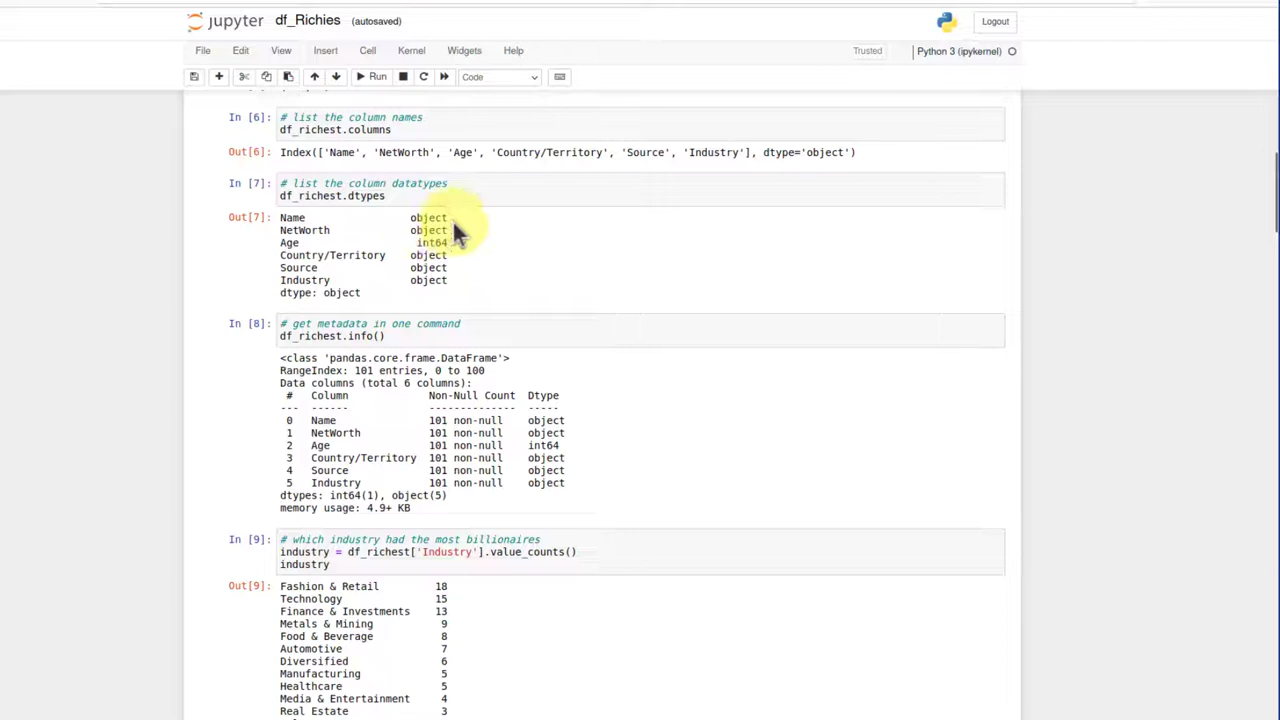 jupyter df_Richies (autosaved)
Logout
File Edit View Insert Cell Kernel Widgets Help
Trusted
Python 3 (ipykernel)
Run
Code
In [6]: # list the column names
df_richest.columns
Out[6]: Index(['Name', 'NetWorth', 'Age', 'Country/Territory', 'Source', 'Industry'], dtype='object')
In [7]: # list the column datatypes
df_richest.dtypes
Out[7]: Name object
NetWorth object
Age int64
Country/Territory object
Source object
Industry object
dtype: object
In [8]: # get metadata in one command
df_richest.info()
<class 'pandas.core.frame.DataFrame'>
RangeIndex: 101 entries, 0 to 100
Data columns (total 6 columns):
# Column Non-Null Count Dtype
--- ------ -------------- -----
0 Name 101 non-null object
1 NetWorth 101 non-null object
2 Age 101 non-null int64
3 Country/Territory 101 non-null object
4 Source 101 non-null object
5 Industry 101 non-null object
dtypes: int64(1), object(5)
memory usage: 4.9+ KB
In [9]: # which industry had the most billionaires
industry = df_richest['Industry'].value_counts()
industry
Out[9]: Fashion & Retail 18
Technology 15
Finance & Investments 13
Metals & Mining 9
Food & Beverage 8
Automotive 7
Diversified 6
Manufacturing 5
Healthcare 5
Media & Entertainment 4
Real Estate 3